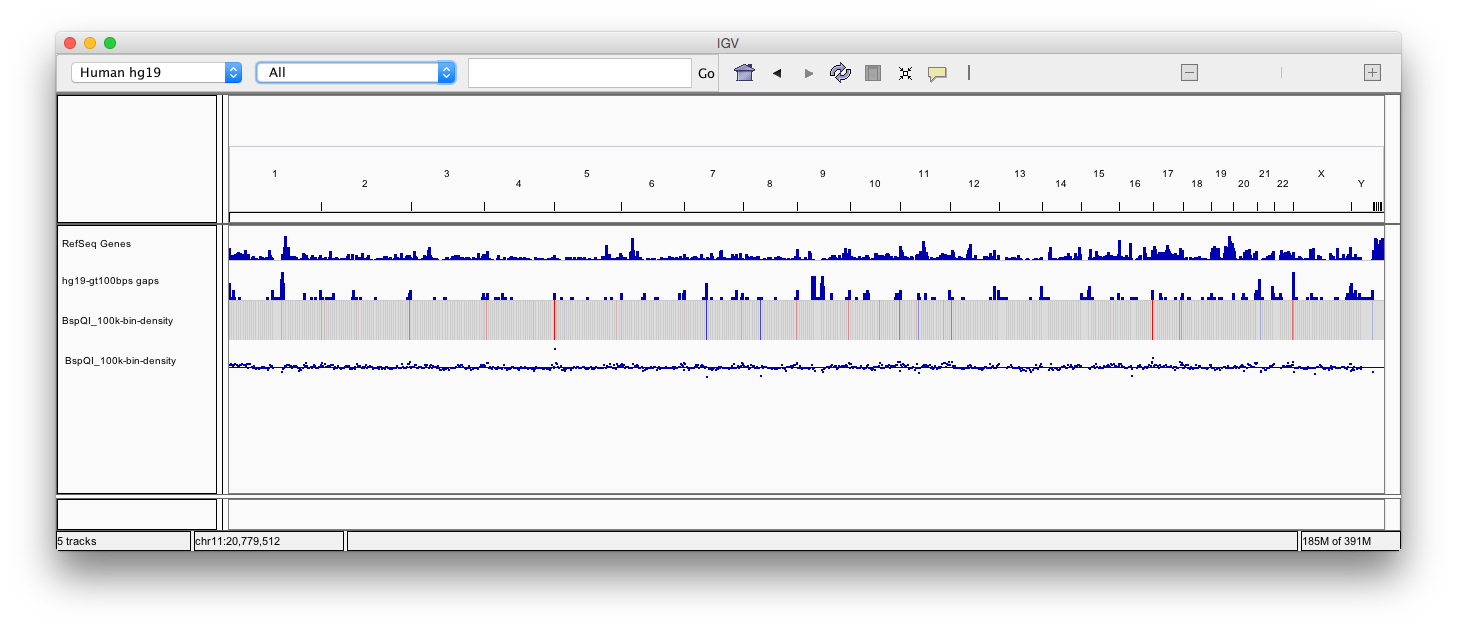 IGV
Human hg19 All Go
1 2 3 4 5 6 7 8 9 10 11 12 13 14 15 16 17 18 19 20 21 22 X Y
RefSeq Genes
hg19-gt100bps gaps
BspQI_100k-bin-density
BspQI_100k-bin-density
5 tracks chr11:20,779,512 185M of 391M